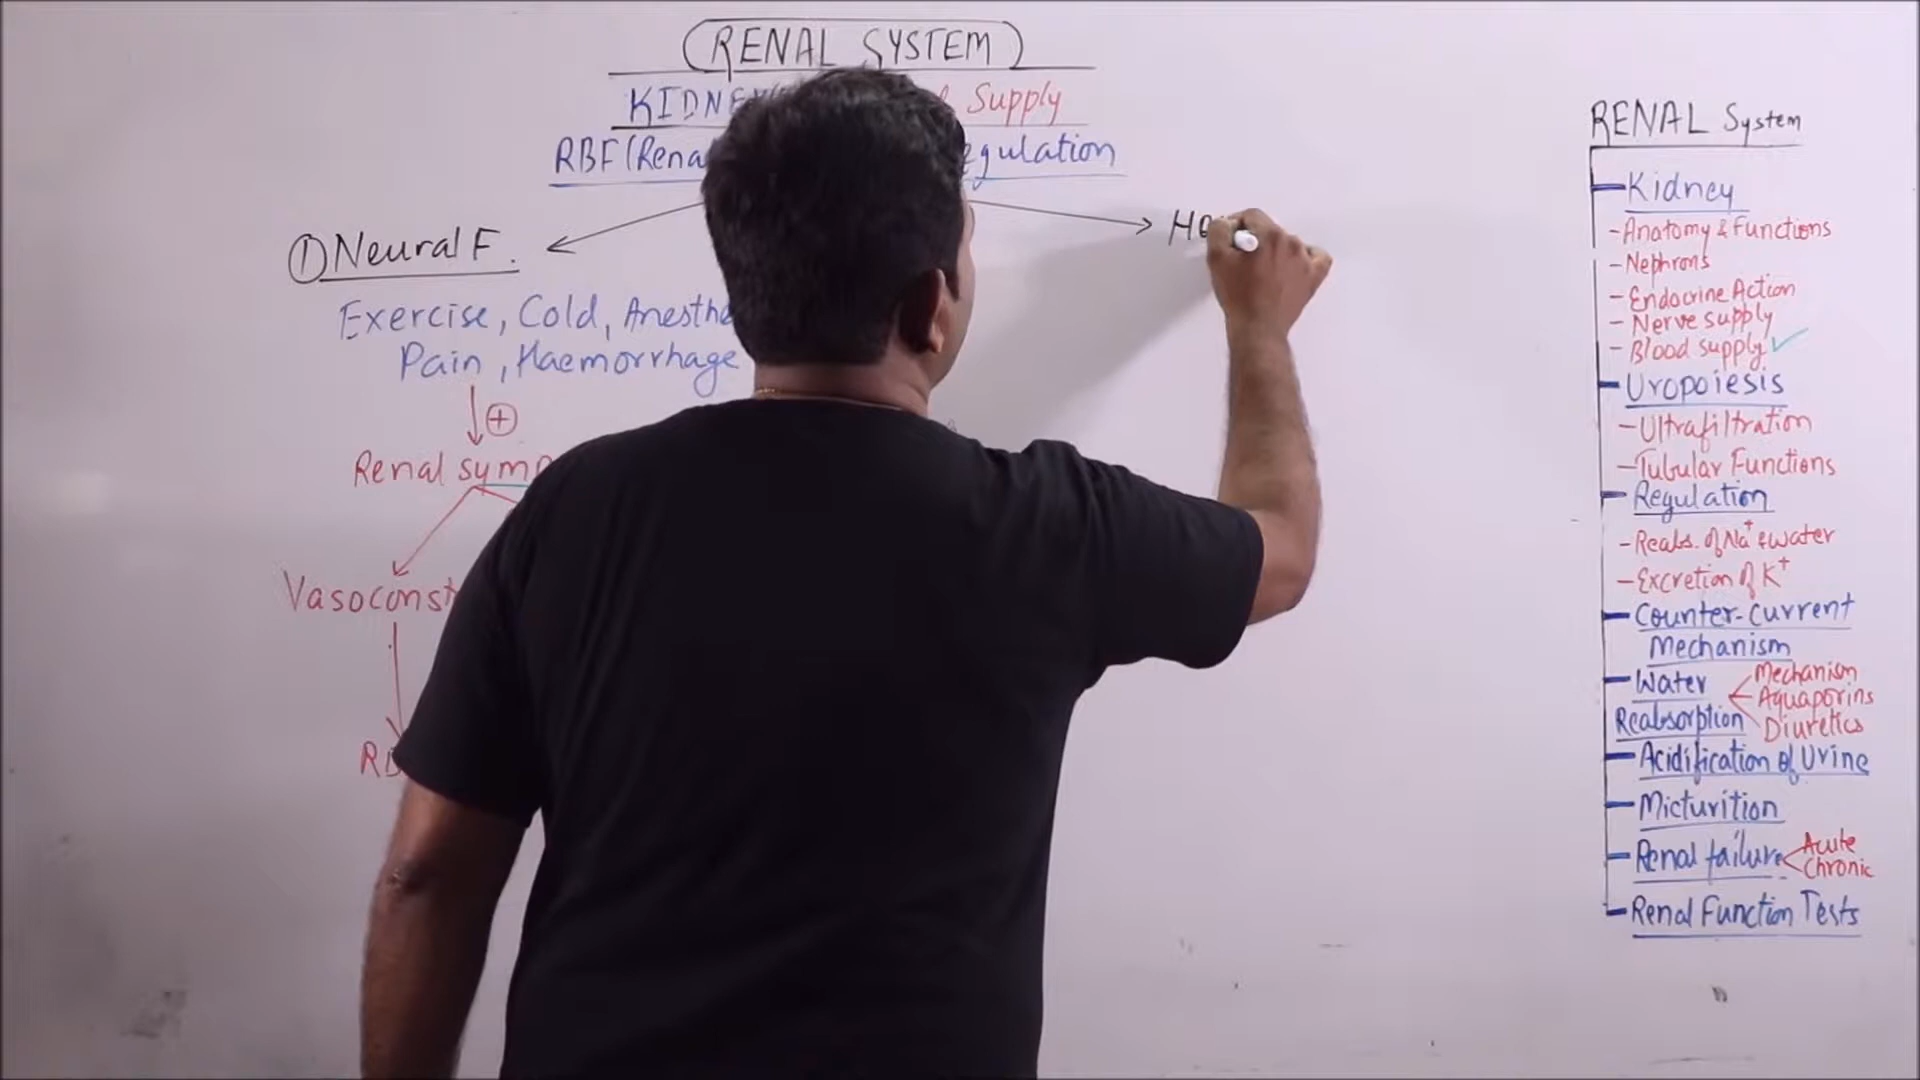 RENAL SYSTEM
Supply
RBF (Rena
① Neural F.
Exercise, Cold, Anesthe
Pain, Haemorrhage
↓ ⊕
Renal symp
Vasoconst
RENAL System
Kidney
- Anatomy & Functions
- Nephrons
- Endocrine Action
- Nerve supply
- Blood supply ✓
Uropoiesis
- Ultrafiltration
- Tubular Functions
Regulation
- Reabs. of Na⁺ & water
- Excretion of K⁺
Counter-current
Mechanism
Water
Reabsorption
Mechanism
Aquaporins
Diuretics
Acidification of Urine
Micturition
Renal failure
Acute
Chronic
Renal Function Tests